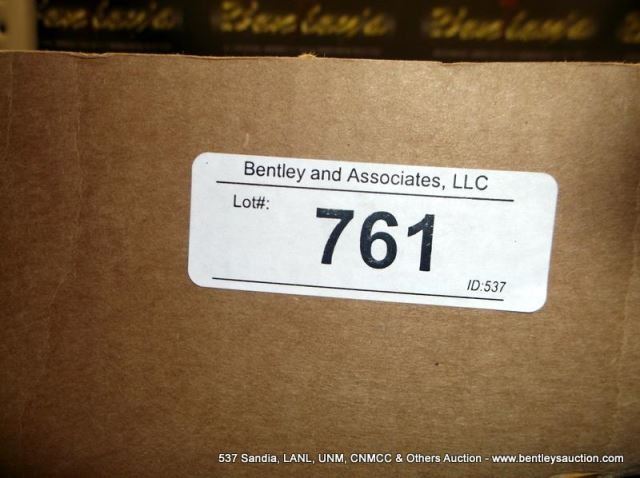 Bentley and Associates, LLC
Lot#:
761
ID:537
537 Sandia, LANL, UNM, CNMCC & Others Auction - www.bentleysauction.com